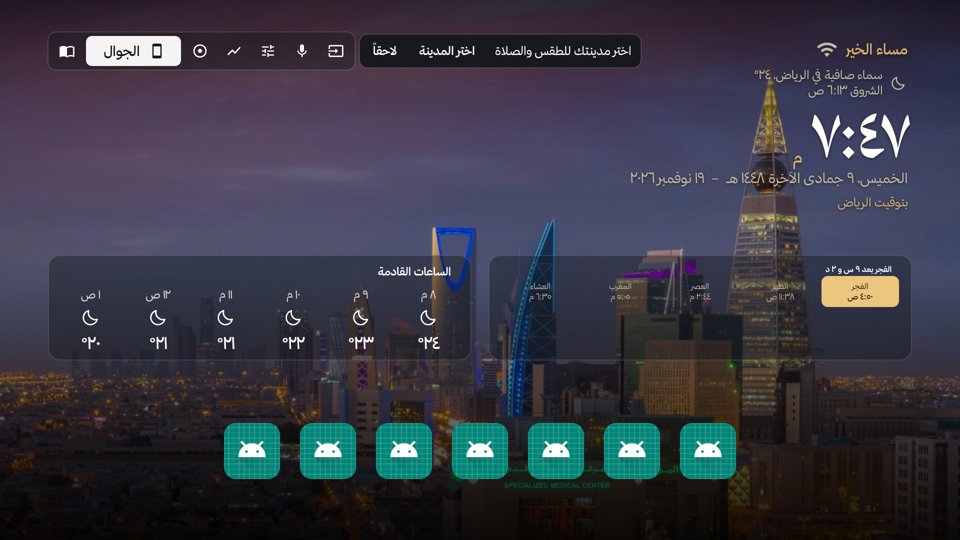 مساء الخير
سماء صافية في الرياض، ٢٤°
الشروق ٦:١٣ ص
٧:٤٧ م
الخميس، ٩ جمادى الآخرة ١٤٤٨ هـ – ١٩ نوفمبر ٢٠٢٦
بتوقيت الرياض
اختر مدينتك للطقس والصلاة اختر المدينة لاحقاً
الجوال
الفجر بعد ٩ س و ٢ د
الفجر الظهر العصر المغرب العشاء
٤:٥٠ ص ١١:٣٨ ص ٢:٤٤ م ٥:٠٥ م ٦:٣٥ م
الساعات القادمة
٨ م ٩ م ١٠ م ١١ م ١٢ ص ١ ص
٢٤° ٢٣° ٢٢° ٢١° ٢١° ٢٠°
SPECIALIZED MEDICAL CENTER